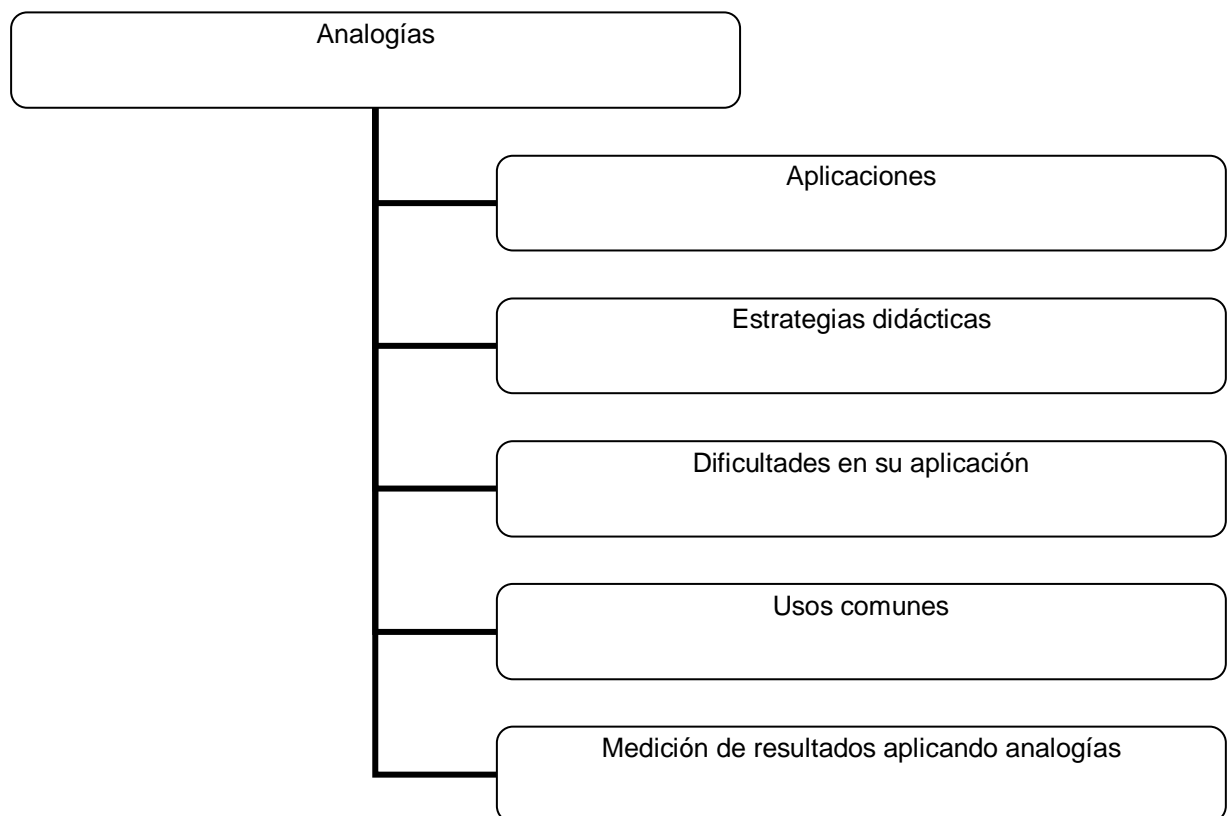 Analogías
Aplicaciones
Estrategias didácticas
Dificultades en su aplicación
Usos comunes
Medición de resultados aplicando analogías